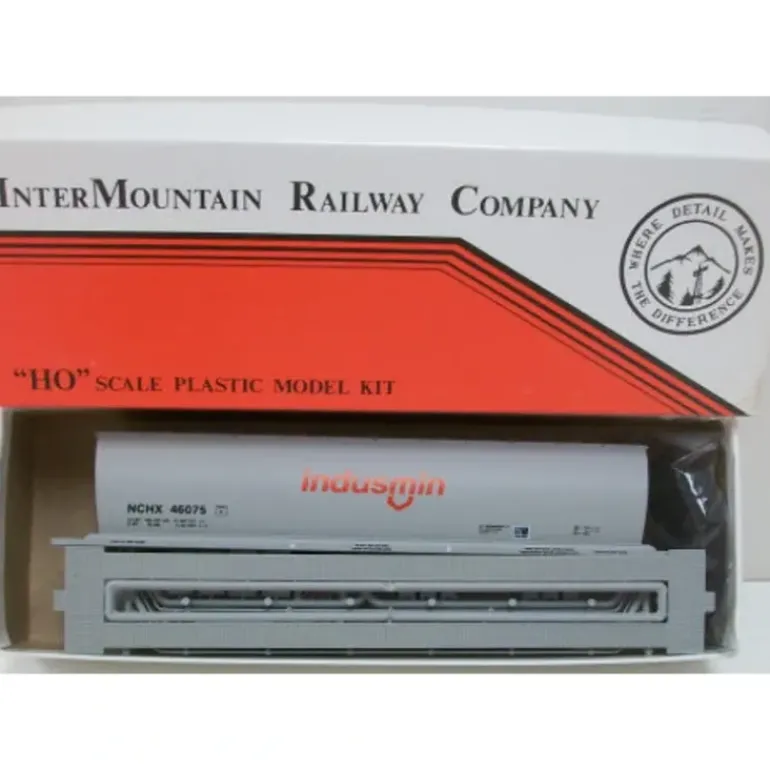 INTERMOUNTAIN RAILWAY COMPANY
WHERE DETAIL MAKES
THE DIFFERENCE
"HO" SCALE PLASTIC MODEL KIT
indusmin
NCHX 46075